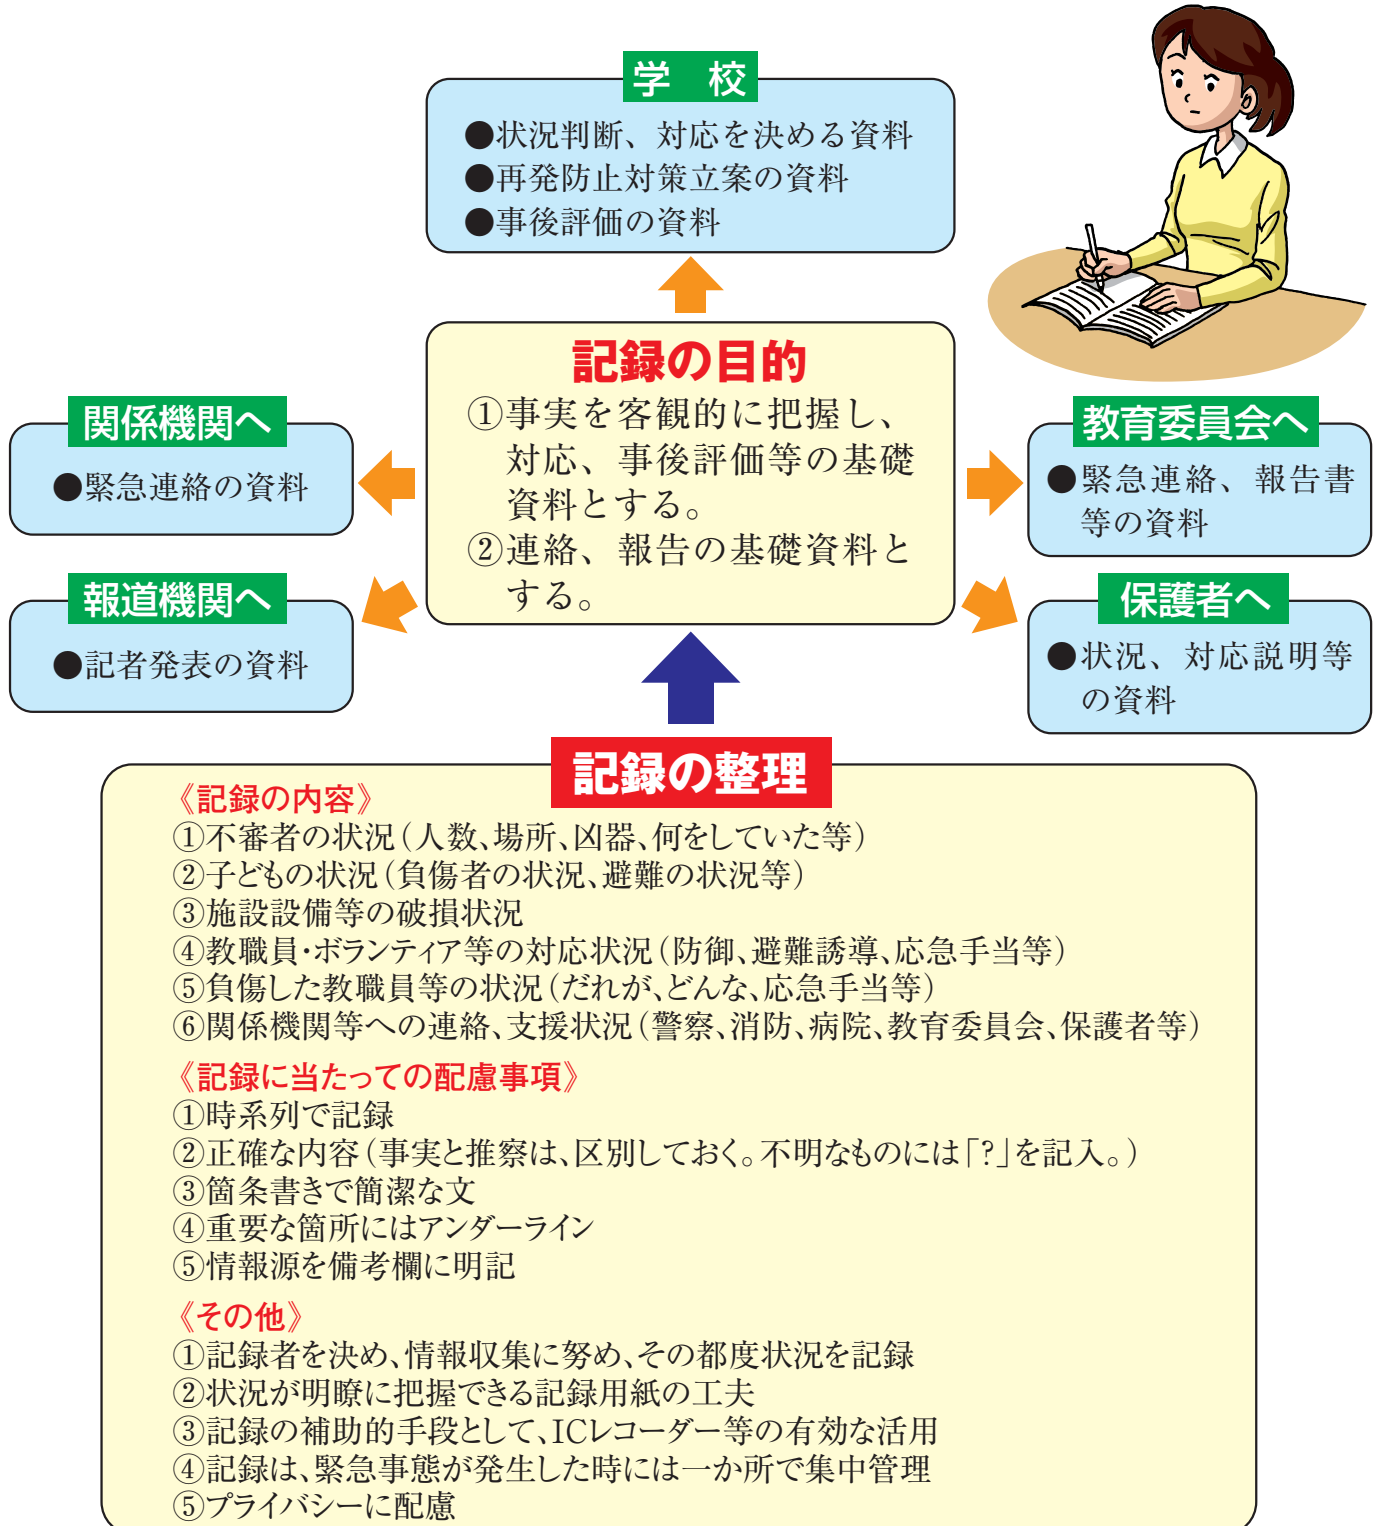 学 校
●状況判断、対応を決める資料
●再発防止対策立案の資料
●事後評価の資料
記録の目的
①事実を客観的に把握し、
対応、事後評価等の基礎
資料とする。
②連絡、報告の基礎資料と
する。
関係機関へ
●緊急連絡の資料
報道機関へ
●記者発表の資料
教育委員会へ
●緊急連絡、報告書
等の資料
保護者へ
●状況、対応説明等
の資料
記録の整理
《記録の内容》
①不審者の状況(人数、場所、凶器、何をしていた等)
②子どもの状況(負傷者の状況、避難の状況等)
③施設設備等の破損状況
④教職員・ボランティア等の対応状況(防御、避難誘導、応急手当等)
⑤負傷した教職員等の状況(だれが、どんな、応急手当等)
⑥関係機関等への連絡、支援状況(警察、消防、病院、教育委員会、保護者等)
《記録に当たっての配慮事項》
①時系列で記録
②正確な内容(事実と推察は、区別しておく。不明なものには「?」を記入。)
③箇条書きで簡潔な文
④重要な箇所にはアンダーライン
⑤情報源を備考欄に明記
《その他》
①記録者を決め、情報収集に努め、その都度状況を記録
②状況が明瞭に把握できる記録用紙の工夫
③記録の補助的手段として、ICレコーダー等の有効な活用
④記録は、緊急事態が発生した時には一か所で集中管理
⑤プライバシーに配慮